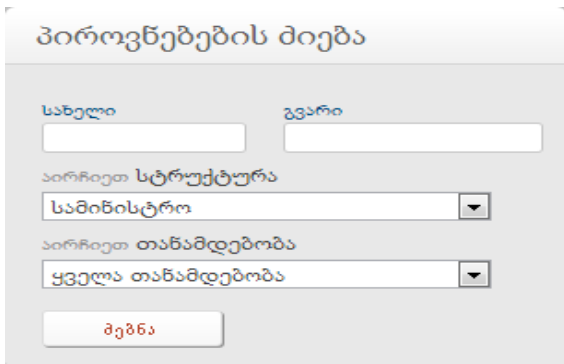 პიროვნებების ძიება
სახელი გვარი
აირჩიეთ სტრუქტურა
სამინისტრო
აირჩიეთ თანამდებობა
ყველა თანამდებობა
ძებნა